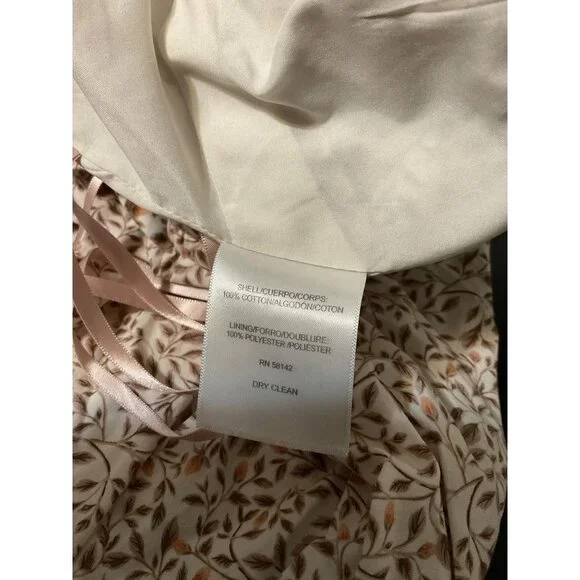 SHELL/CUERPO/CORPS:
100% COTTON/ALGODÓN/COTON
LINING/FORRO/DOUBLURE:
100% POLYESTER /POLIÉSTER
RN 58142
DRY CLEAN